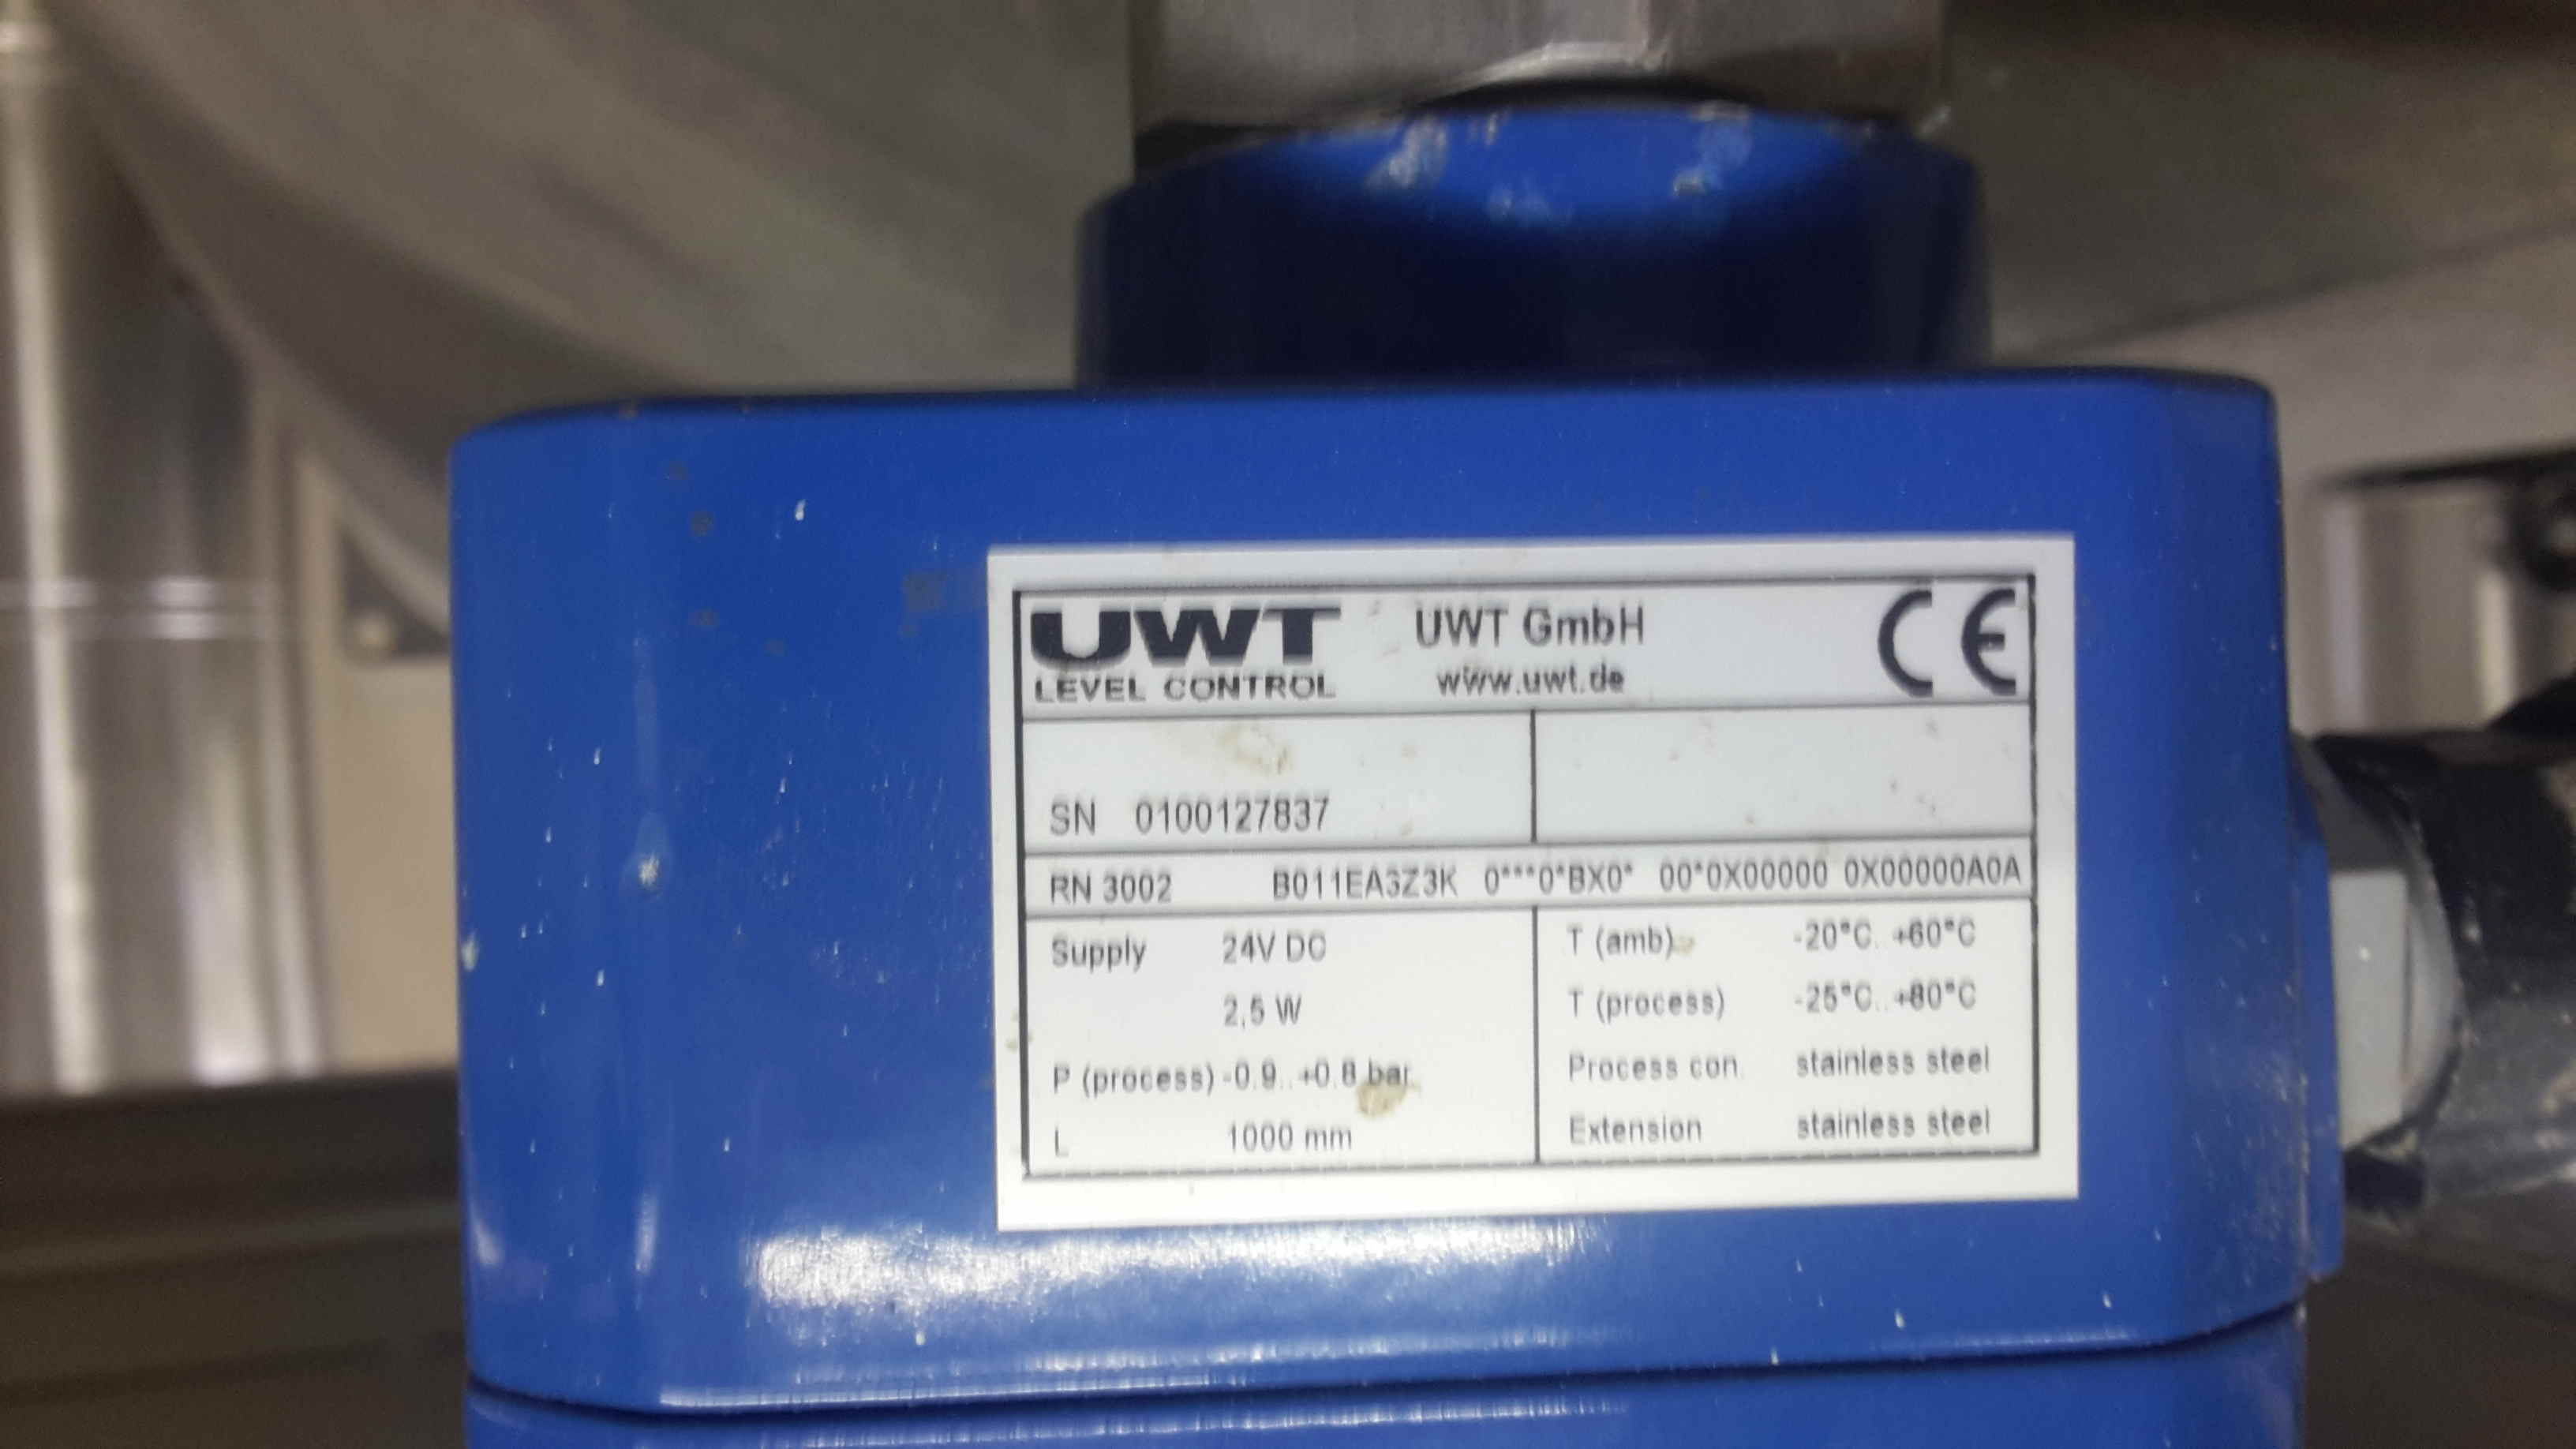 UWT UWT GmbH CE
LEVEL CONTROL www.uwt.de
SN 0100127837
RN 3002 B011EA3Z3K 0***0*BX0* 00*0X00000 0X00000A0A
Supply 24V DC
2,5 W
P (process) -0.9..+0.8 bar
L 1000 mm
T (amb) -20°C..+60°C
T (process) -25°C..+80°C
Process con. stainless steel
Extension stainless steel